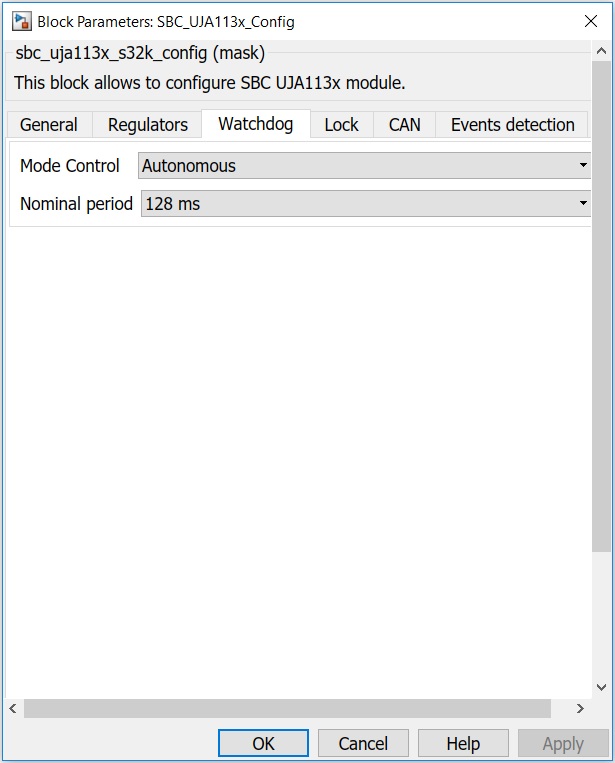 Block Parameters: SBC_UJA113x_Config
sbc_uja113x_s32k_config (mask)
This block allows to configure SBC UJA113x module.
General Regulators Watchdog Lock CAN Events detection
Mode Control Autonomous
Nominal period 128 ms
OK Cancel Help Apply